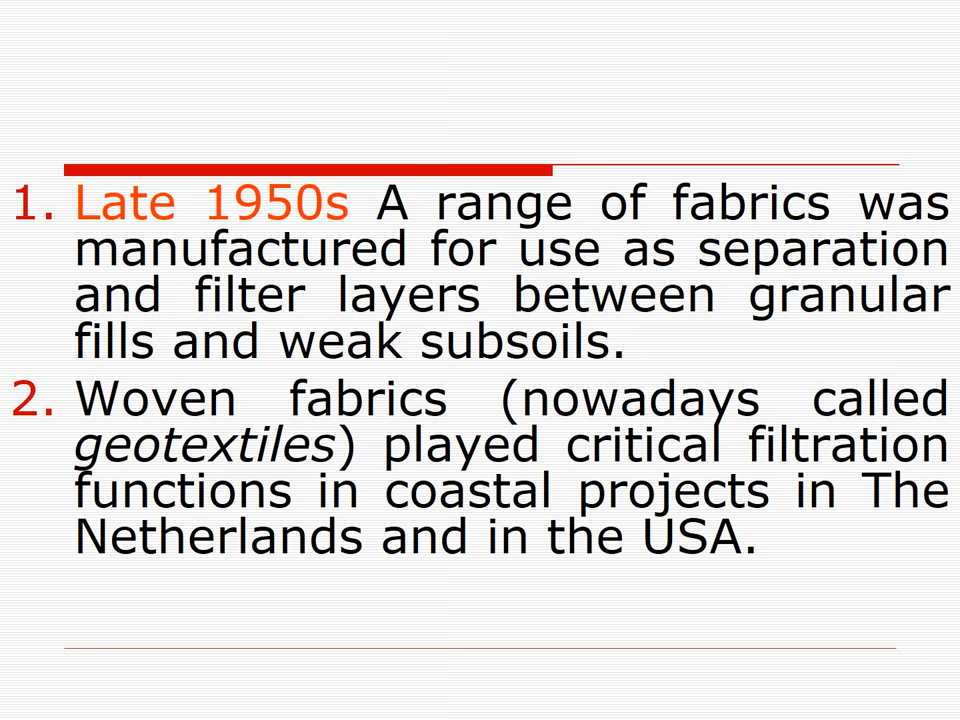 1. Late 1950s A range of fabrics was
manufactured for use as separation
and filter layers between granular
fills and weak subsoils.
2. Woven fabrics (nowadays called
geotextiles) played critical filtration
functions in coastal projects in The
Netherlands and in the USA.